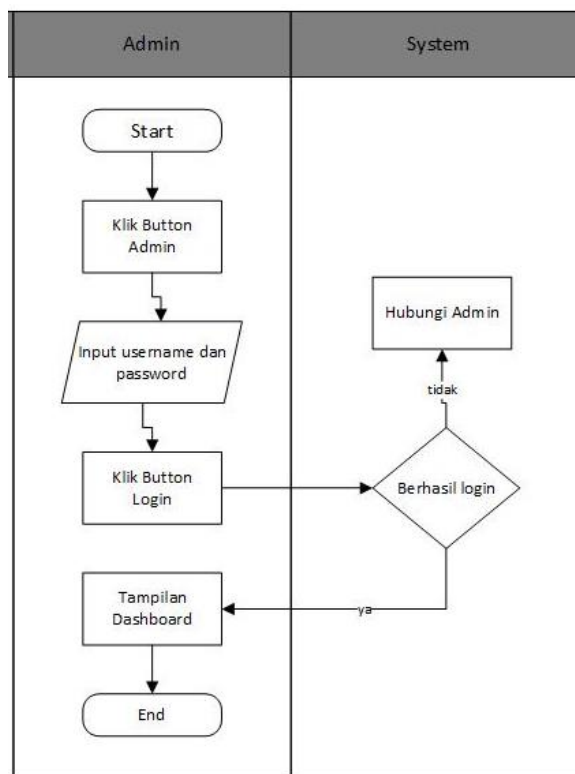 Admin
System
Start
Klik Button
Admin
Hubungi Admin
Input username dan
password
tidak
Klik Button
Login
Berhasil login
Tampilan
Dashboard
ya
End